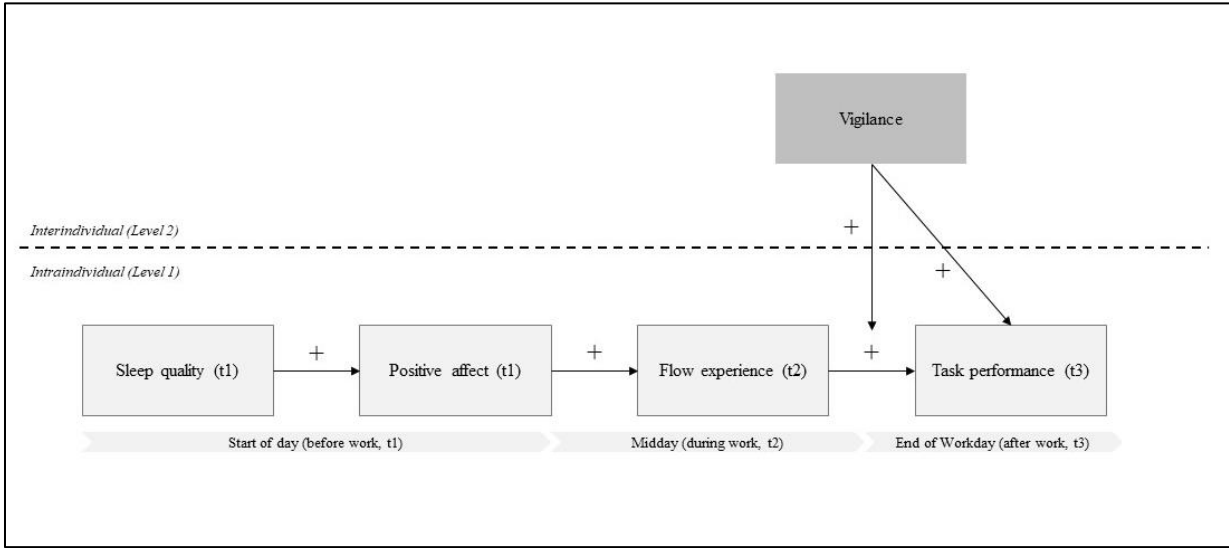 Vigilance
+
Interindividual (Level 2)
+
Intraindividual (Level 1)
+
+
+
Sleep quality (t1)
Positive affect (t1)
Flow experience (t2)
Task performance (t3)
Start of day (before work, t1)
Midday (during work, t2)
End of Workday (after work, t3)